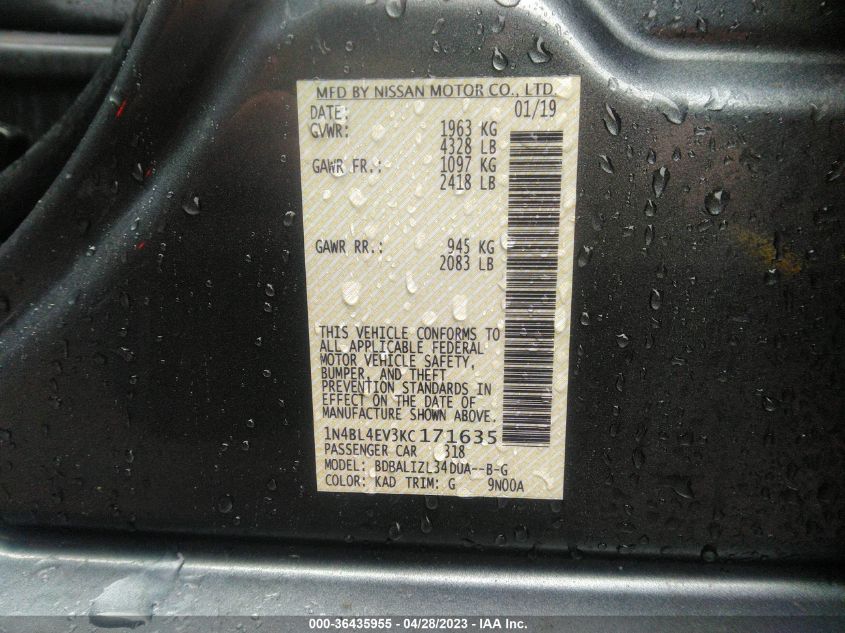 MFD BY NISSAN MOTOR CO., LTD.
DATE: 01/19
GVWR: 1963 KG
4328 LB
GAWR FR.: 1097 KG
2418 LB
GAWR RR.: 945 KG
2083 LB
THIS VEHICLE CONFORMS TO
ALL APPLICABLE FEDERAL
MOTOR VEHICLE SAFETY,
BUMPER, AND THEFT
PREVENTION STANDARDS IN
EFFECT ON THE DATE OF
MANUFACTURE SHOWN ABOVE.
1N4BL4EV3KC171635
PASSENGER CAR 318
MODEL: BDBALIZL34DUA--B-G
COLOR: KAD TRIM: G 9N00A
000-36435955 - 04/28/2023 - IAA Inc.